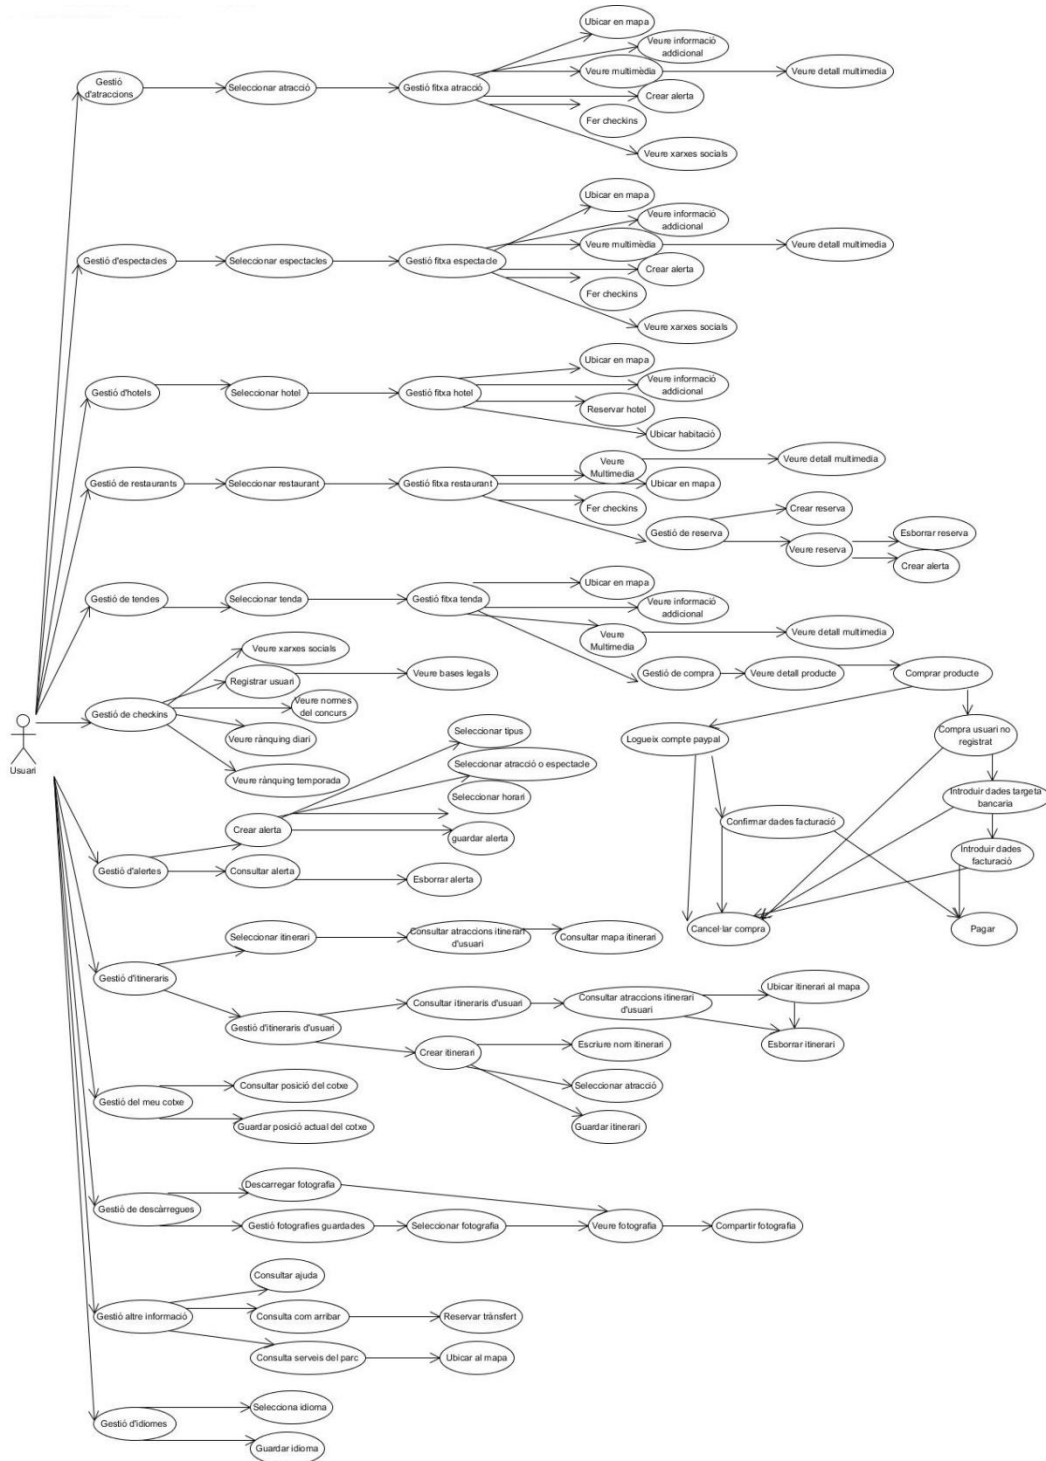 Ubicar en mapa
Veure informació
addicional
Gestió
d'atraccions
Seleccionar atracció
Gestió fitxa atracció
Veure multimèdia
Veure detall multimedia
Crear alerta
Fer checkins
Veure xarxes socials
Ubicar en mapa
Veure informació
addicional
Veure multimèdia
Veure detall multimedia
Gestió d'espectacles
Seleccionar espectacles
Gestió fitxa espectacle
Crear alerta
Fer checkins
Veure xarxes socials
Ubicar en mapa
Veure informació
addicional
Gestió d'hotels
Seleccionar hotel
Gestió fitxa hotel
Reservar hotel
Ubicar habitació
Veure
Multimedia
Veure detall multimedia
Gestió de restaurants
Seleccionar restaurant
Gestió fitxa restaurant
Ubicar en mapa
Fer checkins
Crear reserva
Gestió de reserva
Esborrar reserva
Veure reserva
Crear alerta
Ubicar en mapa
Gestió de tendes
Seleccionar tenda
Gestió fitxa tenda
Veure informació
addicional
Veure
Multimedia
Veure detall multimedia
Veure xarxes socials
Registrar usuari
Veure bases legals
Gestió de compra
Veure detall producte
Comprar producte
Veure normes
del concurs
Gestió de checkins
Usuari
Veure rànquing diari
Veure rànquing temporada
Seleccionar tipus
Logueix compte paypal
Compra usuari no
registrat
Seleccionar atracció o espectacle
Seleccionar horari
Introduir dades targeta
bancaria
Crear alerta
guardar alerta
Confirmar dades facturació
Introduir dades
facturació
Gestió d'alertes
Consultar alerta
Esborrar alerta
Cancel·lar compra
Pagar
Seleccionar itinerari
Consultar atraccions itinerari
d'usuari
Consultar mapa itinerari
Gestió d'itineraris
Ubicar itinerari al mapa
Gestió d'itineraris d'usuari
Consultar itineraris d'usuari
Consultar atraccions itinerari
d'usuari
Esborrar itinerari
Crear itinerari
Escriure nom itinerari
Seleccionar atracció
Guardar itinerari
Consultar posició del cotxe
Gestió del meu cotxe
Guardar posició actual del cotxe
Descarregar fotografia
Gestió de descàrregues
Gestió fotografies guardades
Seleccionar fotografia
Veure fotografia
Compartir fotografia
Consultar ajuda
Gestió altre informació
Consulta com arribar
Reservar trànsfert
Consulta serveis del parc
Ubicar al mapa
Selecciona idioma
Gestió d'idiomes
Guardar idioma